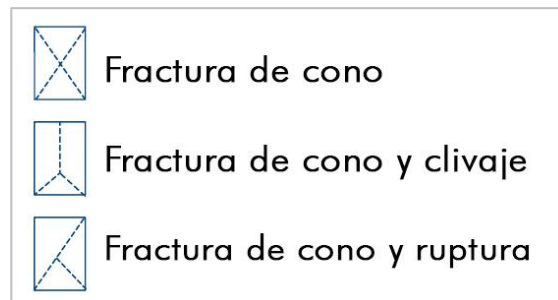 Fractura de cono
Fractura de cono y clivaje
Fractura de cono y ruptura